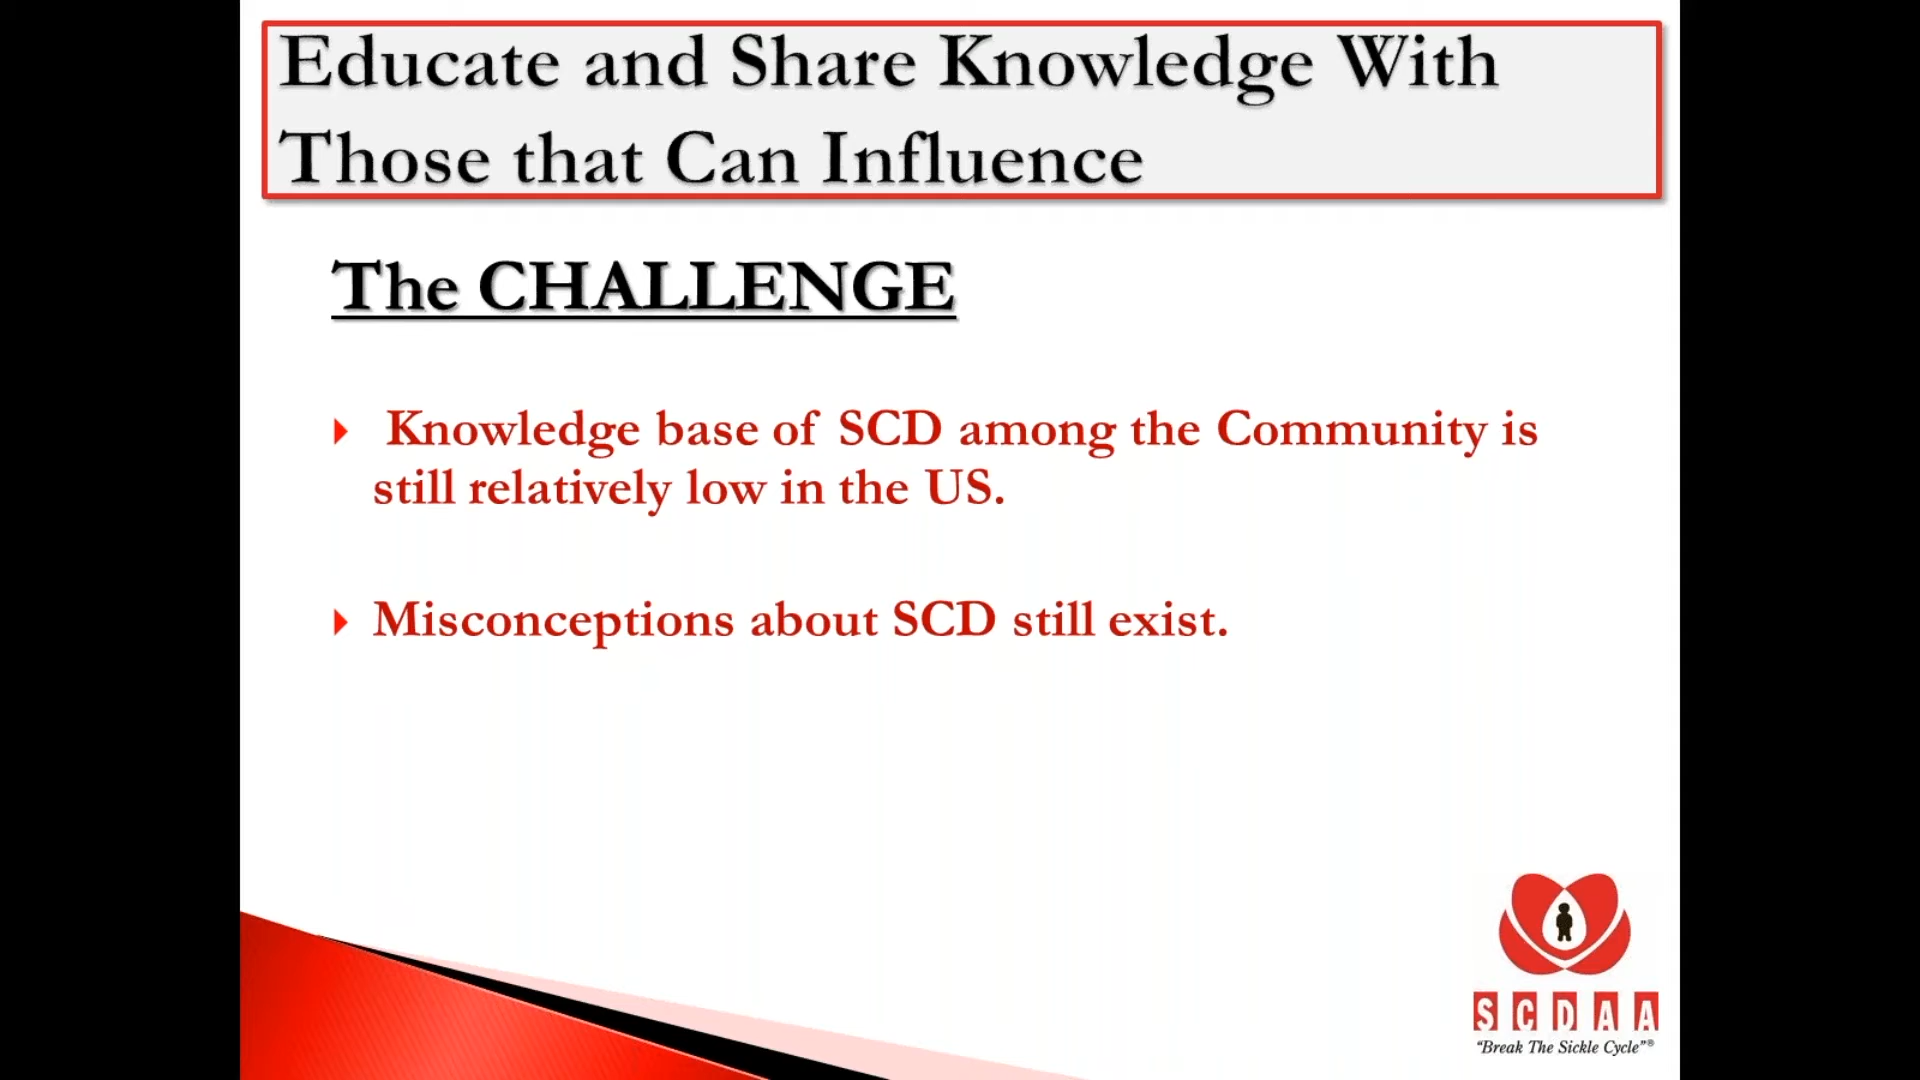 Educate and Share Knowledge With
Those that Can Influence
The CHALLENGE
Knowledge base of SCD among the Community is
still relatively low in the US.
Misconceptions about SCD still exist.
SCDAA
"Break The Sickle Cycle"®